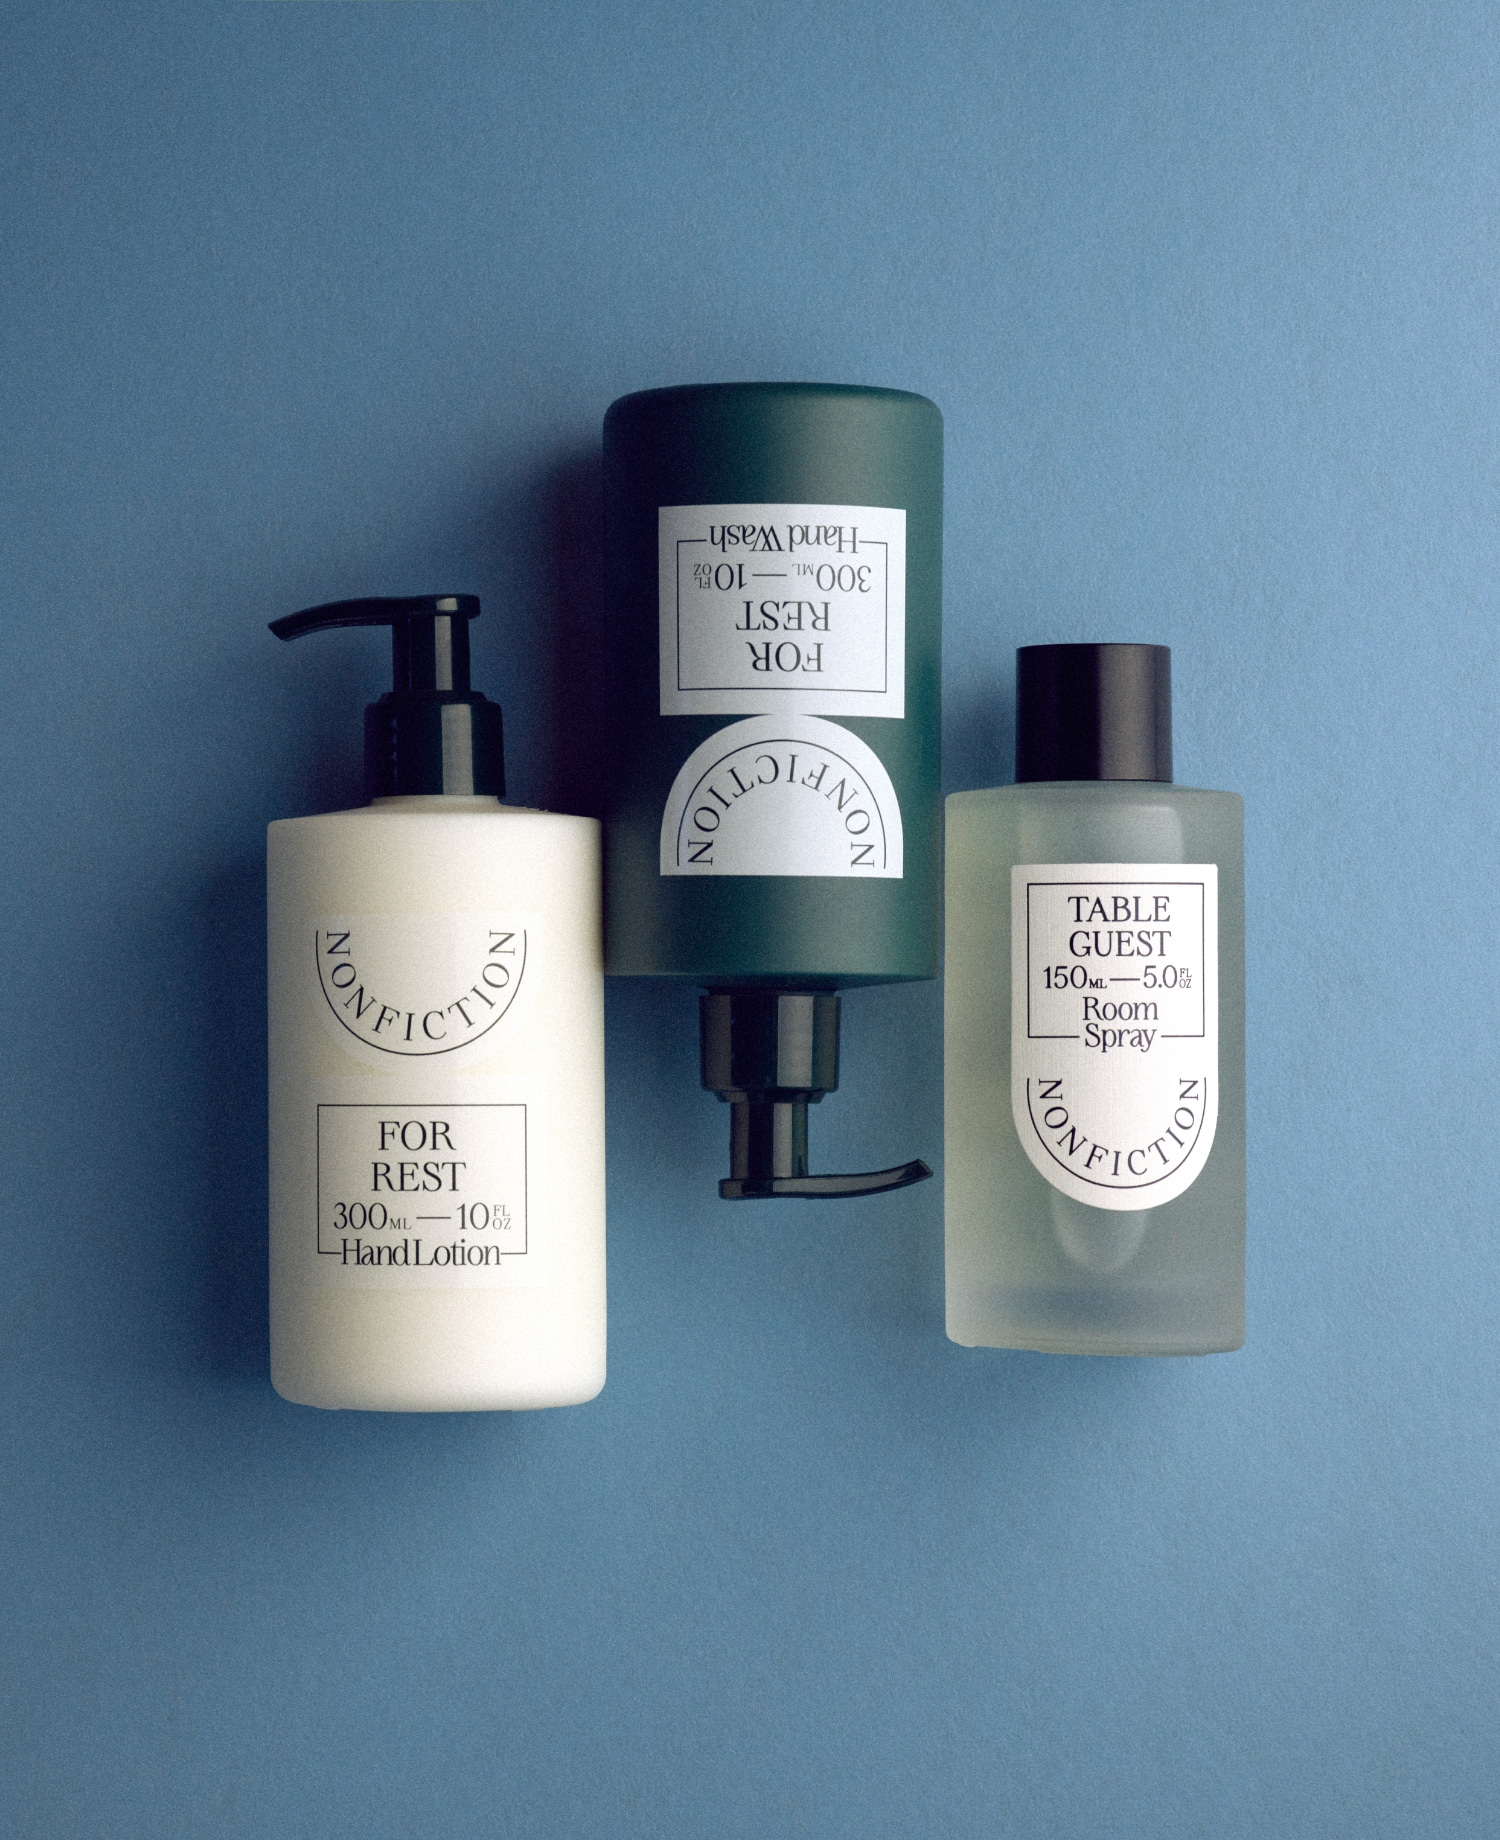 NONFICTION
FOR
REST
300ML—10FL OZ
Hand Lotion
NONFICTION
FOR
REST
300ML—10FL OZ
Hand Wash
TABLE
GUEST
150ML—5.0FL OZ
Room
Spray
NONFICTION